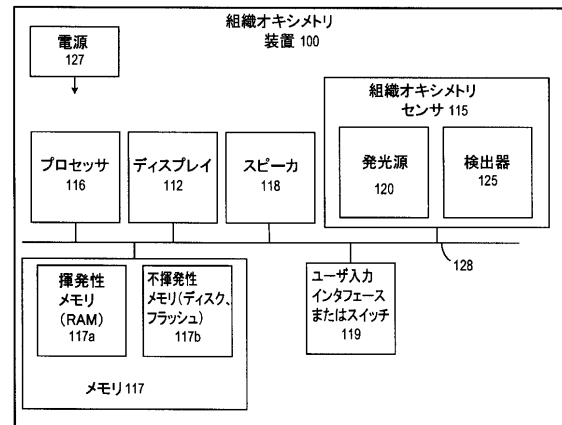 組織オキシメトリ
装置 100
電源
127
組織オキシメトリ
センサ 115
プロセッサ
116
ディスプレイ
112
スピーカ
118
発光源
120
検出器
125
128
揮発性
メモリ
(RAM)
117a
不揮発性
メモリ(ディスク、
フラッシュ)
117b
メモリ 117
ユーザ入力
インタフェース
またはスイッチ
119